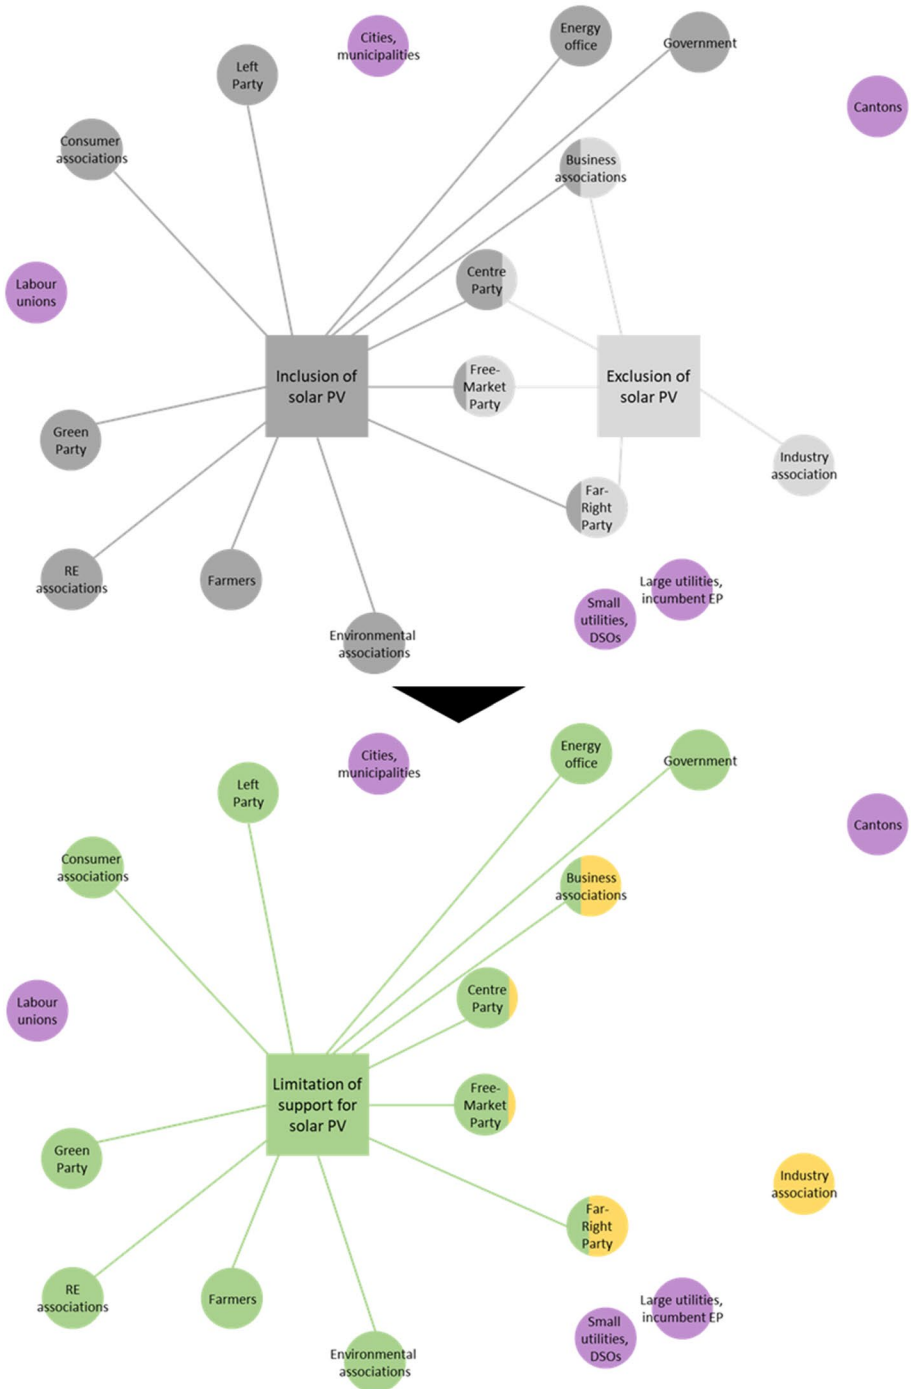 Cities,
municipalities
Energy
office
Government
Left
Party
Cantons
Consumer
associations
Business
associations
Labour
unions
Centre
Party
Inclusion of
solar PV
Free-
Market
Party
Exclusion of
solar PV
Green
Party
Industry
association
Far-
Right
Party
RE
associations
Farmers
Large utilities,
incumbent EP
Small
utilities,
DSOs
Environmental
associations
Cities,
municipalities
Energy
office
Government
Left
Party
Cantons
Consumer
associations
Business
associations
Labour
unions
Centre
Party
Limitation of
support for
solar PV
Free-
Market
Party
Green
Party
Industry
association
Far-
Right
Party
RE
associations
Farmers
Large utilities,
incumbent EP
Small
utilities,
DSOs
Environmental
associations